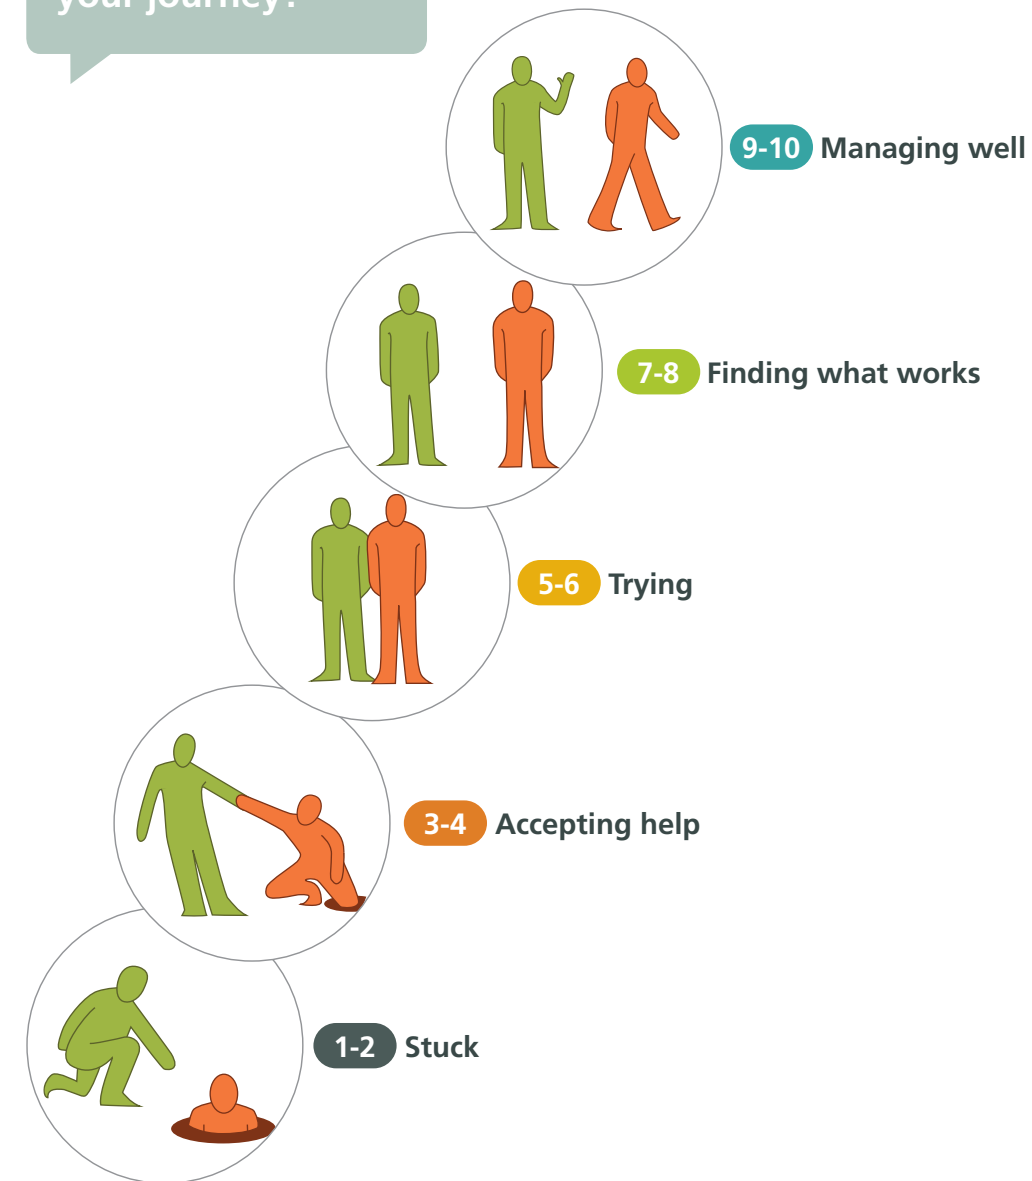 your journey?
9-10 Managing well
7-8 Finding what works
5-6 Trying
3-4 Accepting help
1-2 Stuck